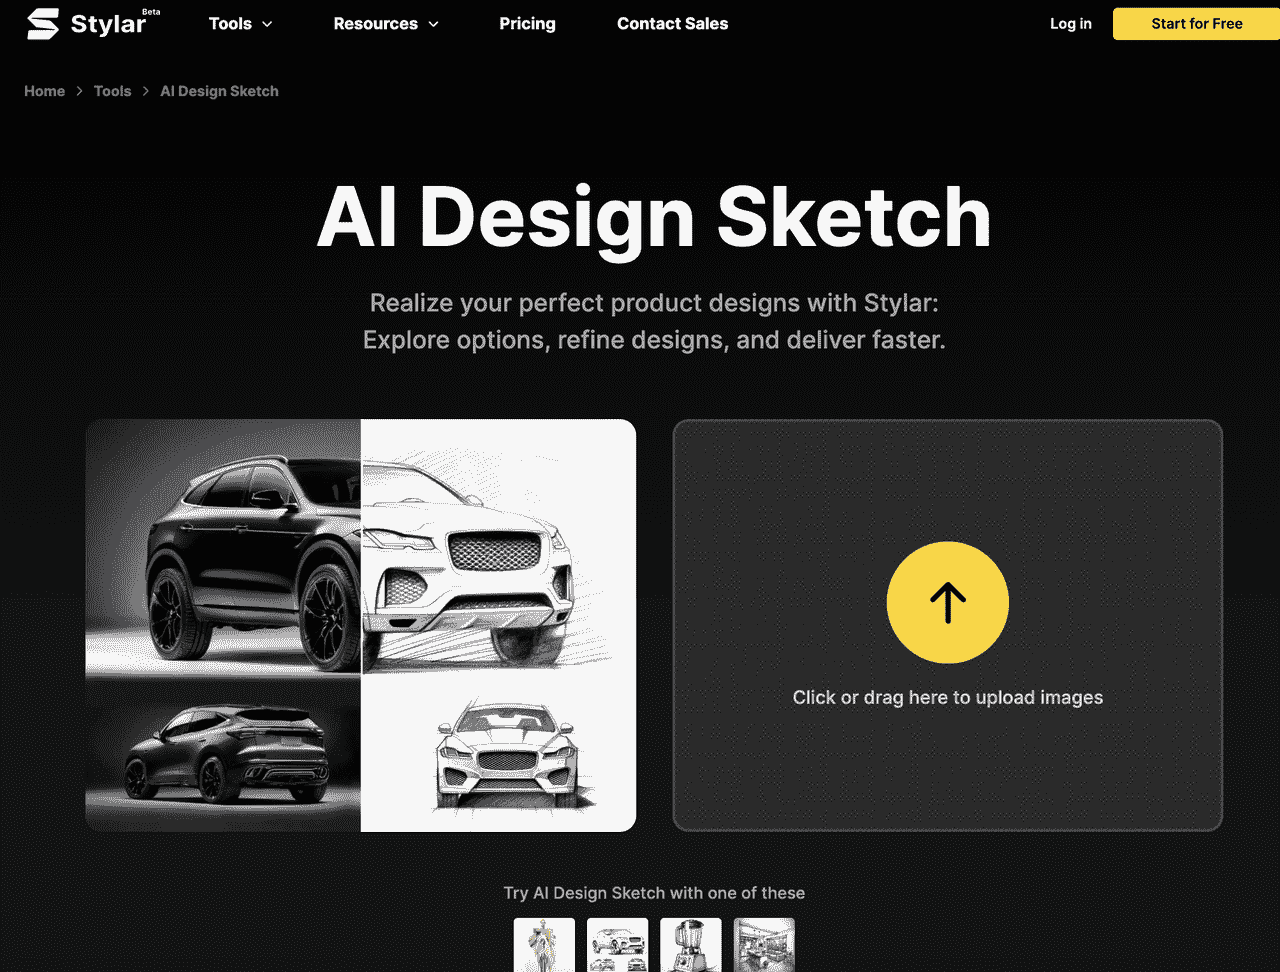 Stylar Beta
Tools
Resources
Pricing
Contact Sales
Log in
Start for Free
Home > Tools > AI Design Sketch
AI Design Sketch
Realize your perfect product designs with Stylar:
Explore options, refine designs, and deliver faster.
Click or drag here to upload images
Try AI Design Sketch with one of these